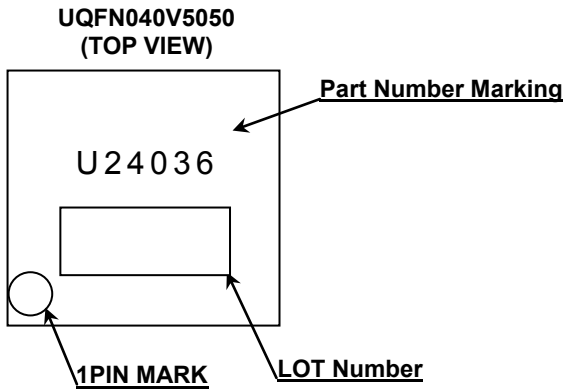 UQFN040V5050
(TOP VIEW)
Part Number Marking
U24036
1PIN MARK
LOT Number